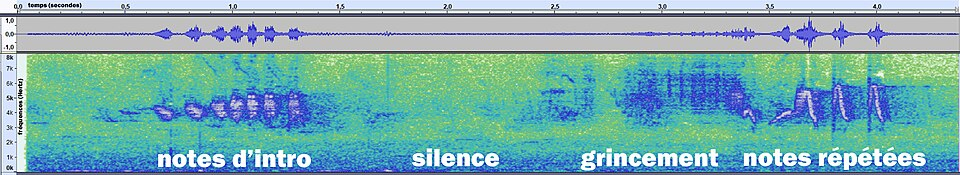 0,0 temps (secondes) 0,5 1,0 1,5 2,0 2,5 3,0 3,5 4,0
1,0
0,0
-1,0
8k
7k
6k
5k
4k
3k
2k
1k
0k
fréquences (Hertz)
notes d’intro silence grincement notes répétées